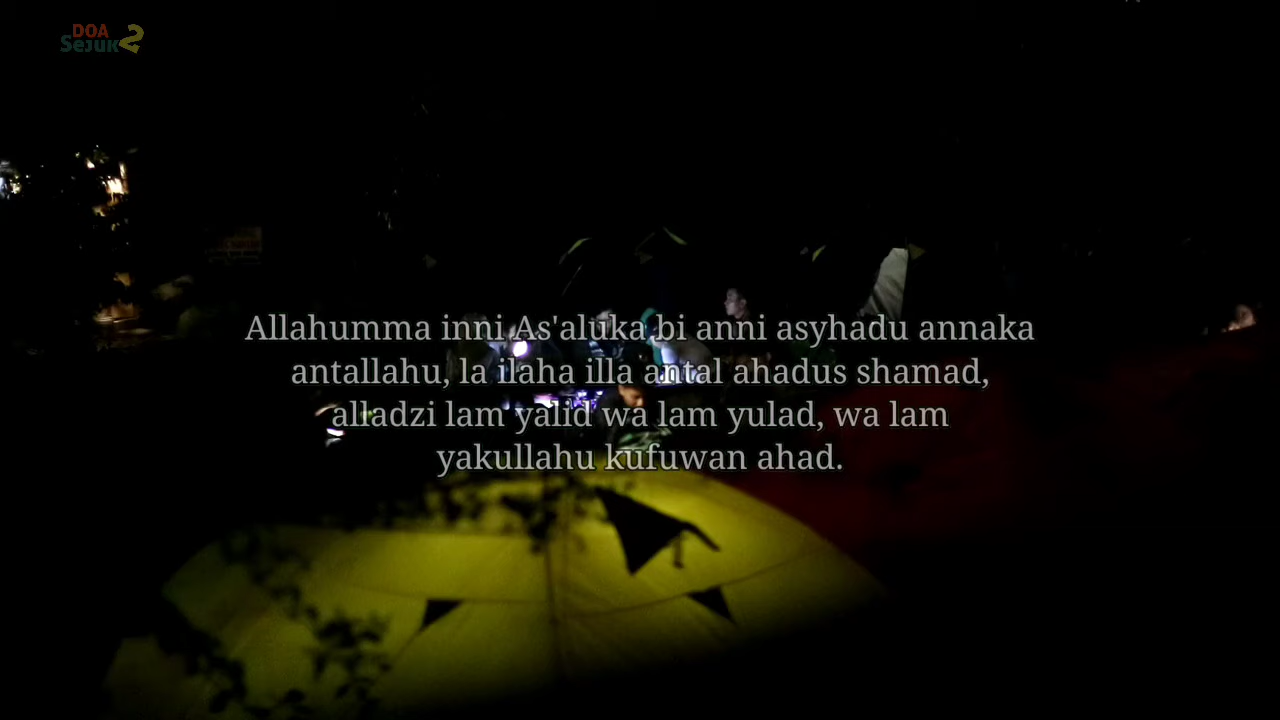 DOA
Sejuk2
Allahumma inni As'aluka bi anni asyhadu annaka
antallahu, la ilaha illa antal ahadus shamad,
alladzi lam yalid wa lam yulad, wa lam
yakullahu kufuwan ahad.